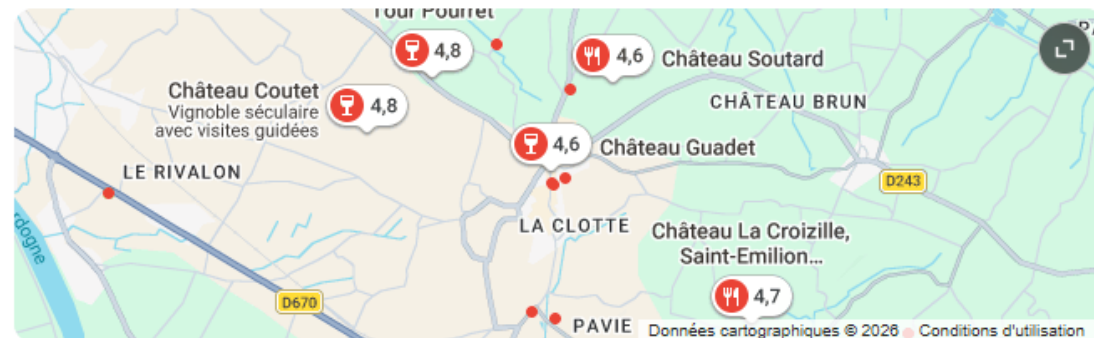 Tour Pourret
4,8
4,6
Château Soutard
Château Coutet
Vignoble séculaire
avec visites guidées
4,8
CHÂTEAU BRUN
4,6
Château Guadet
LE RIVALON
D243
LA CLOTTE
Château La Croizille,
Saint-Emilion...
rdogne
D670
4,7
PAVIE
Données cartographiques © 2026
Conditions d'utilisation